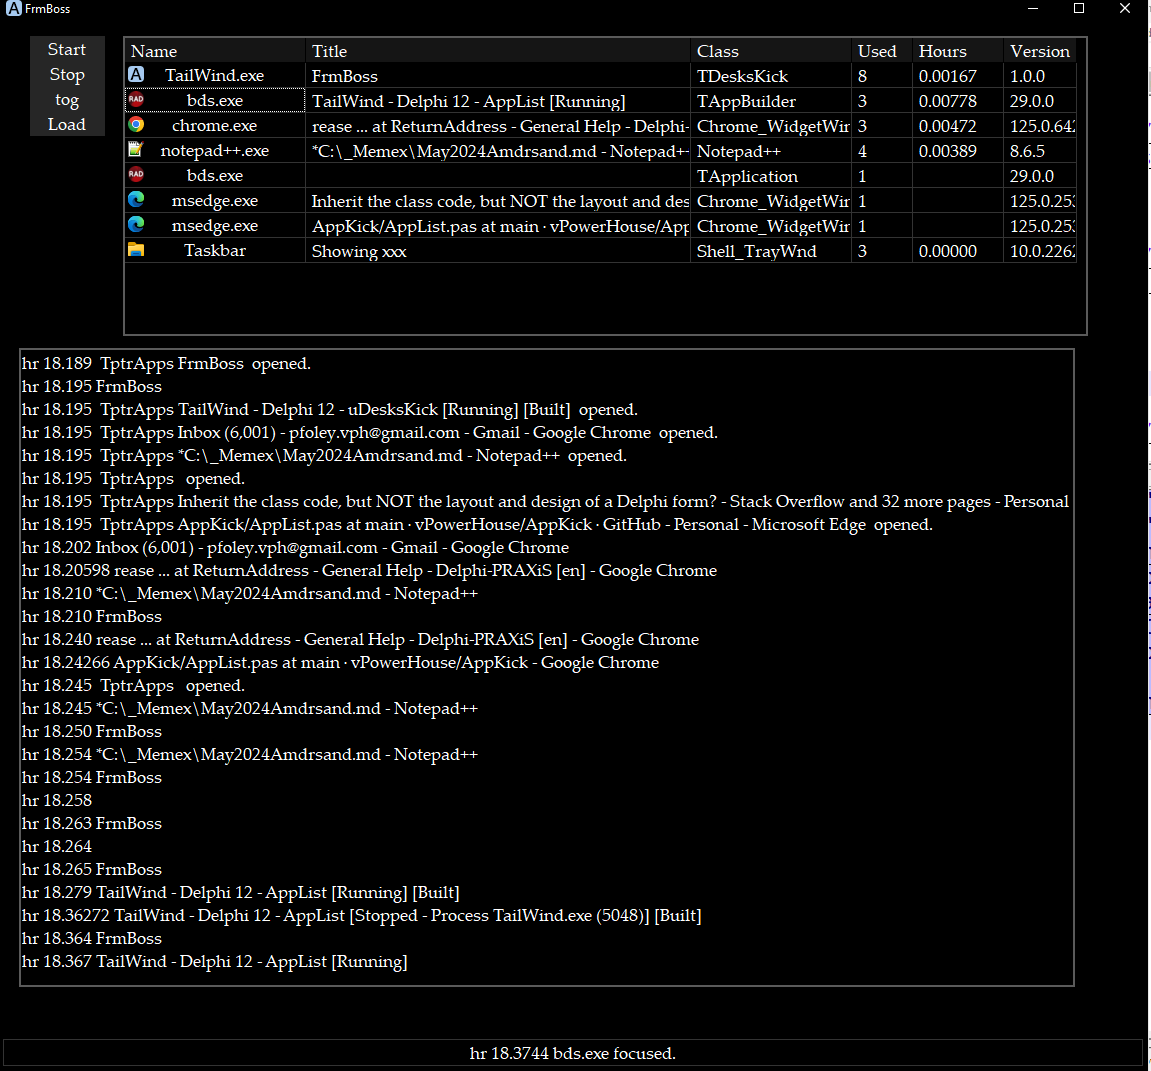 FrmBoss
Start
Stop
tog
Load
Name Title Class Used Hours Version
TailWind.exe FrmBoss TDesksKick 8 0.00167 1.0.0
bds.exe TailWind - Delphi 12 - AppList [Running] TAppBuilder 3 0.00778 29.0.0
chrome.exe rease ... at ReturnAddress - General Help - Delphi- Chrome_WidgetWin 3 0.00472 125.0.642
notepad++.exe *C:\_Memex\May2024Amdrsand.md - Notepad++ Notepad++ 4 0.00389 8.6.5
bds.exe TApplication 1 29.0.0
msedge.exe Inherit the class code, but NOT the layout and des Chrome_WidgetWin 1 125.0.253
msedge.exe AppKick/AppList.pas at main · vPowerHouse/App Chrome_WidgetWin 1 125.0.253
Taskbar Showing xxx Shell_TrayWnd 3 0.00000 10.0.2262
hr 18.189 TptrApps FrmBoss opened.
hr 18.195 FrmBoss
hr 18.195 TptrApps TailWind - Delphi 12 - uDesksKick [Running] [Built] opened.
hr 18.195 TptrApps Inbox (6,001) - pfoley.vph@gmail.com - Gmail - Google Chrome opened.
hr 18.195 TptrApps *C:\_Memex\May2024Amdrsand.md - Notepad++ opened.
hr 18.195 TptrApps opened.
hr 18.195 TptrApps Inherit the class code, but NOT the layout and design of a Delphi form? - Stack Overflow and 32 more pages - Personal
hr 18.195 TptrApps AppKick/AppList.pas at main · vPowerHouse/AppKick · GitHub - Personal - Microsoft Edge opened.
hr 18.202 Inbox (6,001) - pfoley.vph@gmail.com - Gmail - Google Chrome
hr 18.20598 rease ... at ReturnAddress - General Help - Delphi-PRAXiS [en] - Google Chrome
hr 18.210 *C:\_Memex\May2024Amdrsand.md - Notepad++
hr 18.210 FrmBoss
hr 18.240 rease ... at ReturnAddress - General Help - Delphi-PRAXiS [en] - Google Chrome
hr 18.24266 AppKick/AppList.pas at main · vPowerHouse/AppKick - Google Chrome
hr 18.245 TptrApps opened.
hr 18.245 *C:\_Memex\May2024Amdrsand.md - Notepad++
hr 18.250 FrmBoss
hr 18.254 *C:\_Memex\May2024Amdrsand.md - Notepad++
hr 18.254 FrmBoss
hr 18.258
hr 18.263 FrmBoss
hr 18.264
hr 18.265 FrmBoss
hr 18.279 TailWind - Delphi 12 - AppList [Running] [Built]
hr 18.36272 TailWind - Delphi 12 - AppList [Stopped - Process TailWind.exe (5048)] [Built]
hr 18.364 FrmBoss
hr 18.367 TailWind - Delphi 12 - AppList [Running]
hr 18.3744 bds.exe focused.